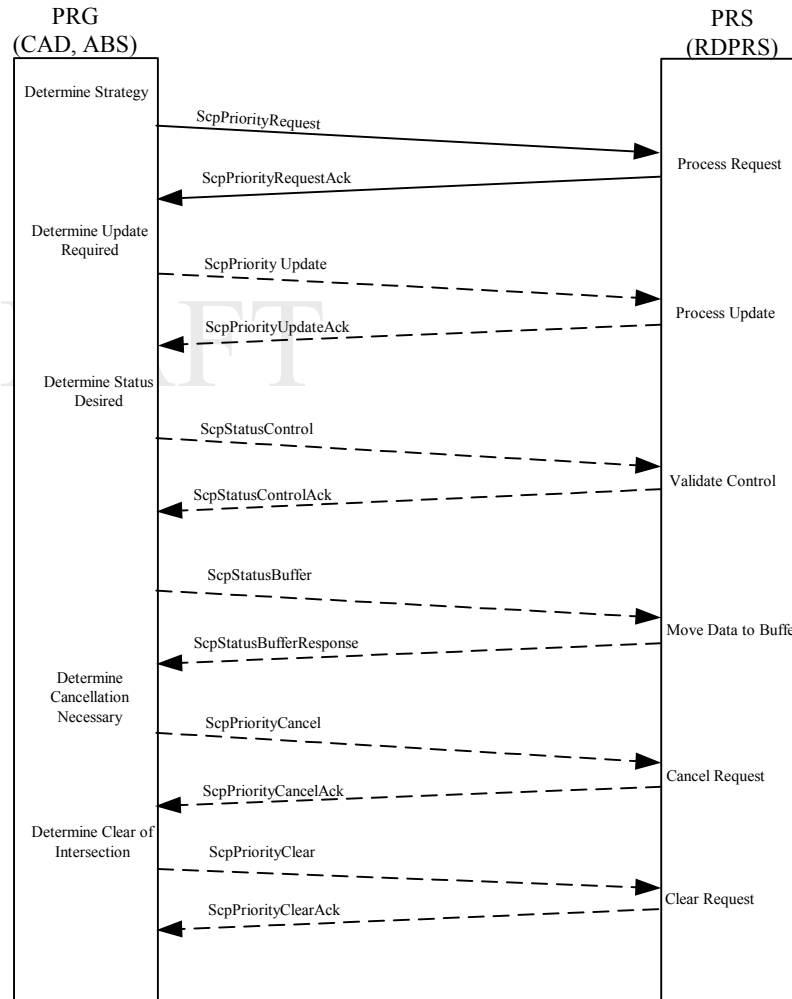 PRG
(CAD, ABS)
PRS
(RDPRS)
Determine Strategy
ScpPriorityRequest
Process Request
ScpPriorityRequestAck
Determine Update
Required
ScpPriority Update
Process Update
ScpPriorityUpdateAck
AFT
Determine Status
Desired
ScpStatusControl
Validate Control
ScpStatusControlAck
ScpStatusBuffer
Move Data to Buffe
ScpStatusBufferResponse
Determine
Cancellation
Necessary
ScpPriorityCancel
Cancel Request
ScpPriorityCancelAck
Determine Clear of
Intersection
ScpPriorityClear
Clear Request
ScpPriorityClearAck